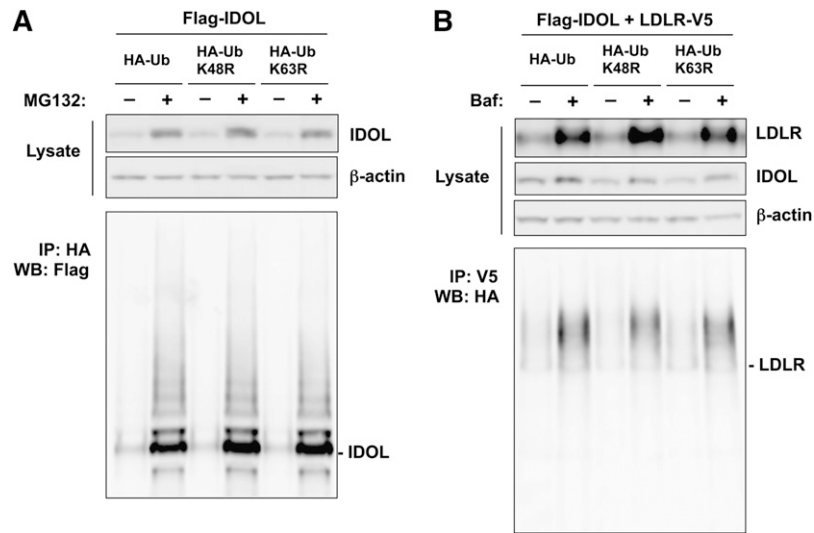 A
Flag-IDOL
HA-Ub
HA-Ub
K48R
HA-Ub
K63R
MG132: – + – + – +
Lysate
IDOL
β-actin
IP: HA
WB: Flag
- IDOL
B
Flag-IDOL + LDLR-V5
HA-Ub
HA-Ub
K48R
HA-Ub
K63R
Baf: – + – + – +
Lysate
LDLR
IDOL
β-actin
IP: V5
WB: HA
- LDLR